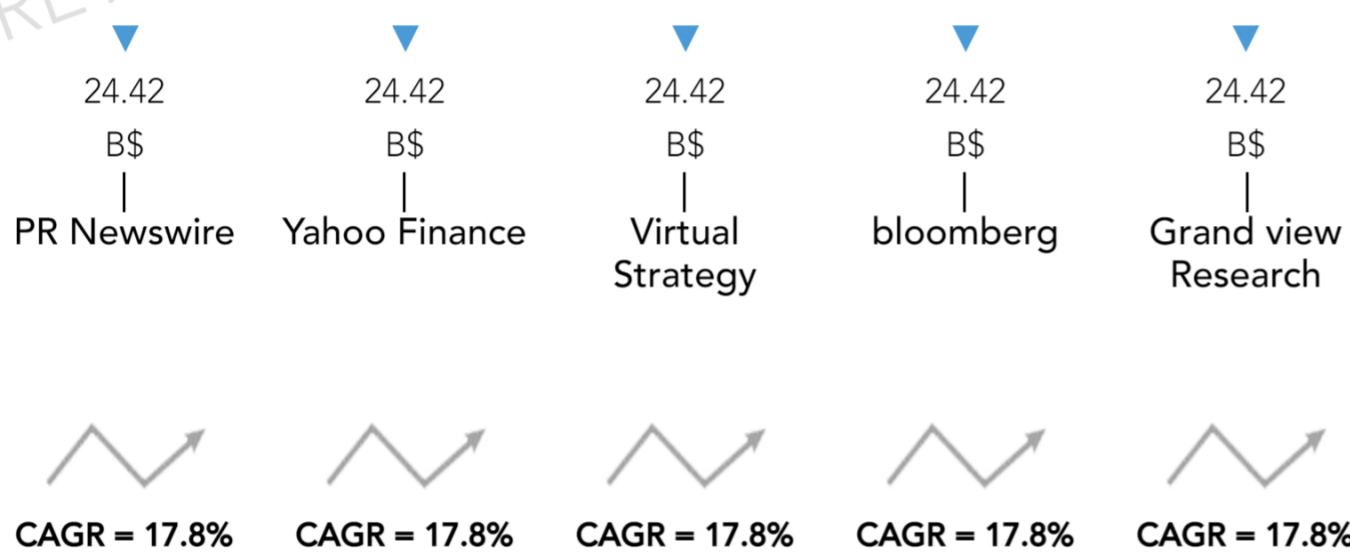 24.42 24.42 24.42 24.42 24.42
B$ B$ B$ B$ B$
PR Newswire Yahoo Finance Virtual bloomberg Grand view
Strategy Research
CAGR = 17.8% CAGR = 17.8% CAGR = 17.8% CAGR = 17.8% CAGR = 17.8%